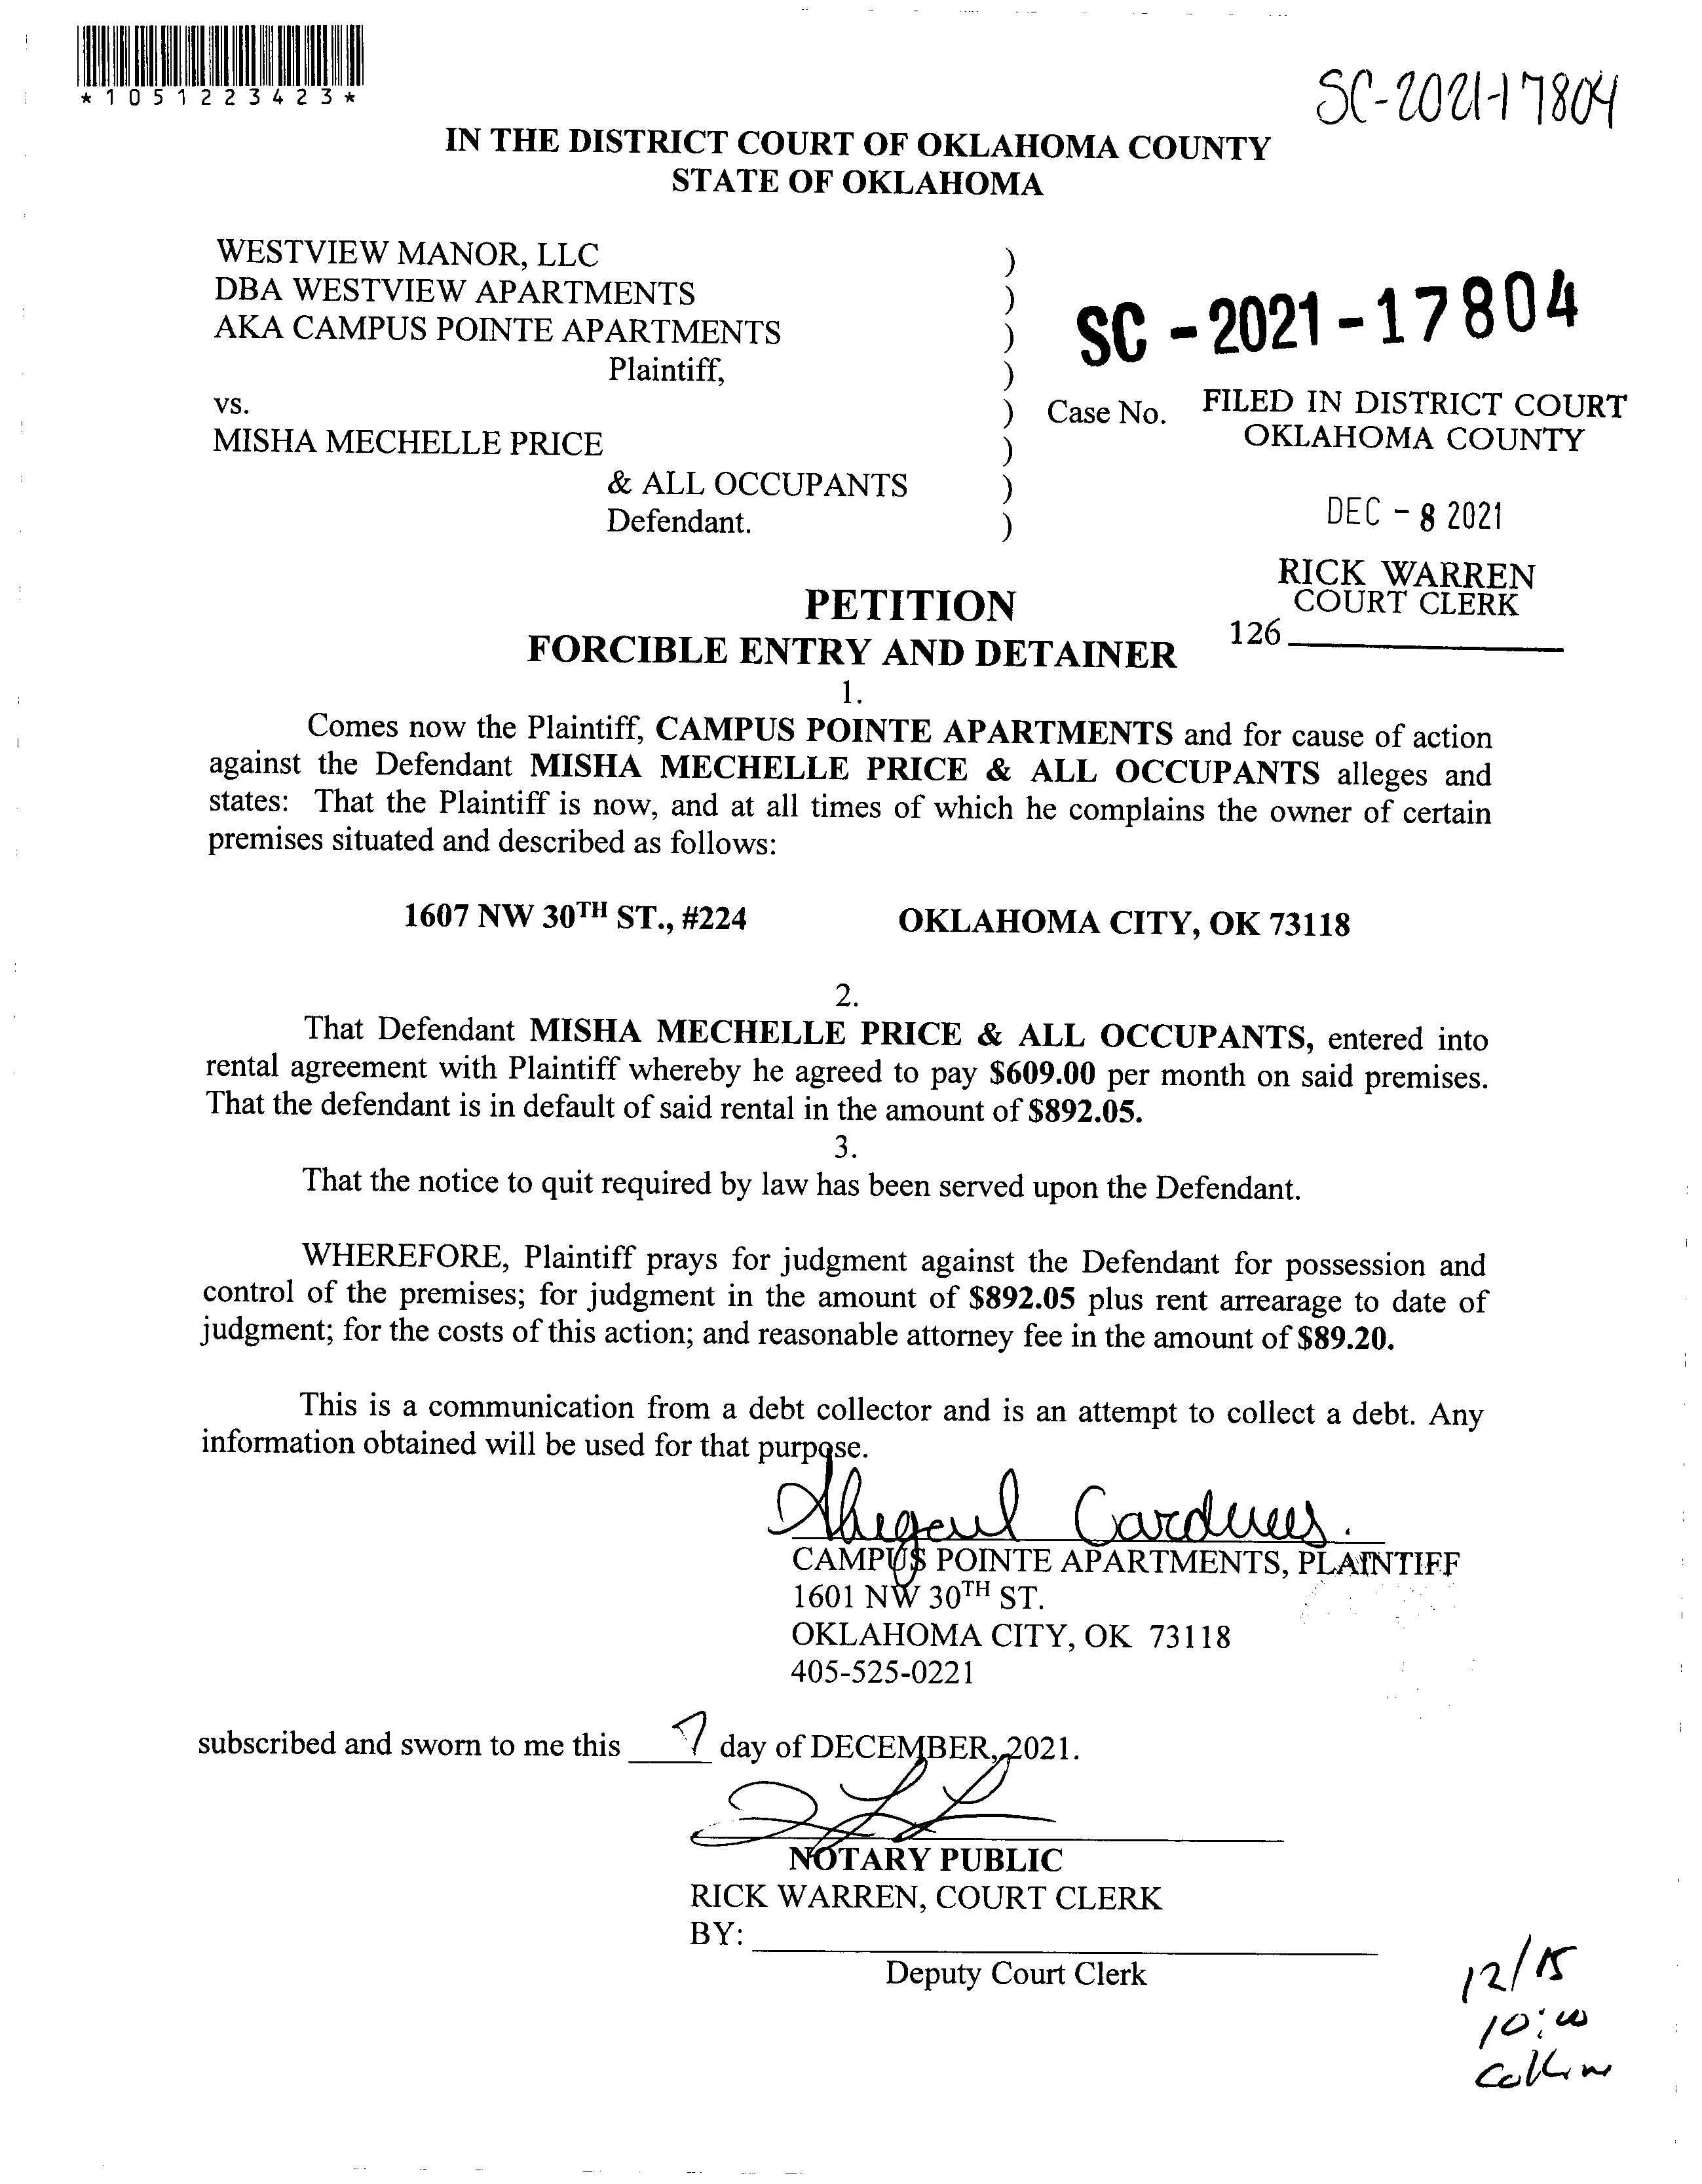 *1051223423*
SC-2021-17804
IN THE DISTRICT COURT OF OKLAHOMA COUNTY
STATE OF OKLAHOMA
WESTVIEW MANOR, LLC )
DBA WESTVIEW APARTMENTS )
AKA CAMPUS POINTE APARTMENTS )
SC - 2021 - 17804
Plaintiff, )
vs. ) Case No.
FILED IN DISTRICT COURT
OKLAHOMA COUNTY
MISHA MECHELLE PRICE )
& ALL OCCUPANTS )
Defendant. )
DEC - 8 2021
RICK WARREN
COURT CLERK
126
PETITION
FORCIBLE ENTRY AND DETAINER
1.
Comes now the Plaintiff, CAMPUS POINTE APARTMENTS and for cause of action
against the Defendant MISHA MECHELLE PRICE & ALL OCCUPANTS alleges and
states: That the Plaintiff is now, and at all times of which he complains the owner of certain
premises situated and described as follows:
1607 NW 30TH ST., #224 OKLAHOMA CITY, OK 73118
2.
That Defendant MISHA MECHELLE PRICE & ALL OCCUPANTS, entered into
rental agreement with Plaintiff whereby he agreed to pay $609.00 per month on said premises.
That the defendant is in default of said rental in the amount of $892.05.
3.
That the notice to quit required by law has been served upon the Defendant.
WHEREFORE, Plaintiff prays for judgment against the Defendant for possession and
control of the premises; for judgment in the amount of $892.05 plus rent arrearage to date of
judgment; for the costs of this action; and reasonable attorney fee in the amount of $89.20.
This is a communication from a debt collector and is an attempt to collect a debt. Any
information obtained will be used for that purpose.
CAMPUS POINTE APARTMENTS, PLAINTIFF
1601 NW 30TH ST.
OKLAHOMA CITY, OK 73118
405-525-0221
subscribed and sworn to me this 7 day of DECEMBER, 2021.
NOTARY PUBLIC
RICK WARREN, COURT CLERK
BY:
Deputy Court Clerk
12/15
10:00